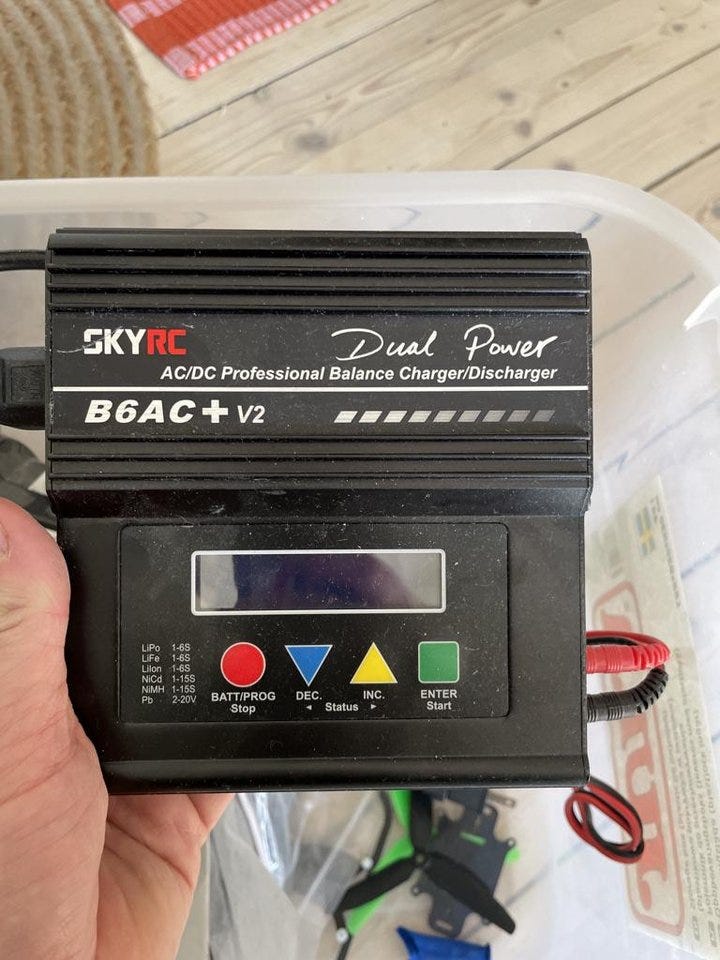 SKYRC
Dual Power
AC/DC Professional Balance Charger/Discharger
B6AC+ V2
LiPo 1-6S
LiFe 1-6S
LiIon 1-6S
NiCd 1-15S
NiMH 1-15S
Pb 2-20V
BATT/PROG
Stop
DEC.
INC.
◄ Status ►
ENTER
Start